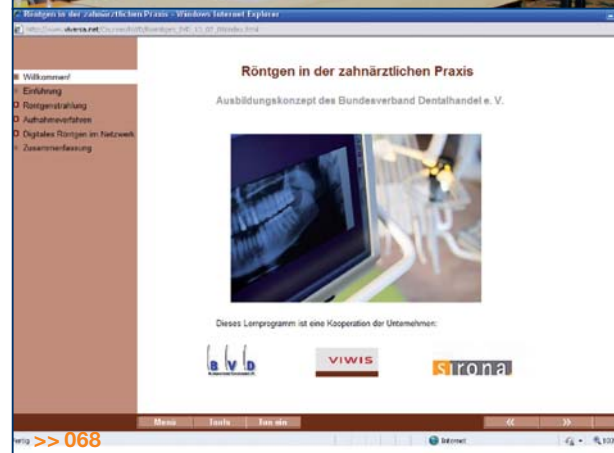 Röntgen in der zahnärztlichen Praxis - Windows Internet Explorer
Willkommen!
Einführung
Röntgenstrahlung
Aufnahmeverfahren
Digitales Röntgen im Netzwerk
Zusammenfassung
Röntgen in der zahnärztlichen Praxis
Ausbildungskonzept des Bundesverband Dentalhandel e. V.
Dieses Lernprogramm ist eine Kooperation der Unternehmen:
B V D
VIWIS
sirona
Menü Tools Ton ein << >>
>> 068
Internet